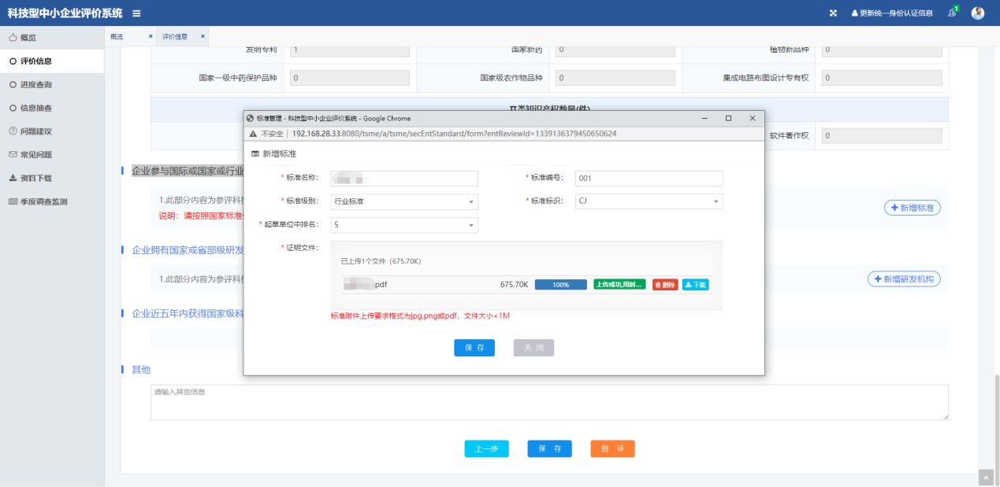 科技型中小企业评价系统
更新统一身份认证信息
1
概览
评价信息
进度查询
信息抽查
问题建议
常见问题
资料下载
季度调查监测
概览 ×
评价信息 ×
发明专利 1 国家新药 0 植物新品种 0
国家一级中药保护品种 0 国家级农作物品种 0 集成电路布图设计专有权 0
II类知识产权数量(件)
软件著作权 0
企业参与国际或国家或行业
1.此部分内容为参评科技
说明：请按照国家标准
新增标准
企业拥有国家或省部级研发
1.此部分内容为参评科技
新增研发机构
企业近五年内获得国家级科
其他
请输入其他信息
上一步 保 存 自 评
标准管理 - 科技型中小企业评价系统 - Google Chrome
不安全 | 192.168.28.33:8080/tsme/a/tsme/secEntStandard/form?entReviewId=1339136379450650624
新增标准
* 标准名称：
* 标准编号： 001
* 标准级别： 行业标准
* 标准标识： CJ
* 起草单位中排名： 5
* 证明文件：
已上传1个文件（675.70K）
pdf 675.70K 100% 上传成功,用时... 删除 下载
标准附件上传要求格式为jpg,png或pdf，文件大小<1M
保 存 关 闭